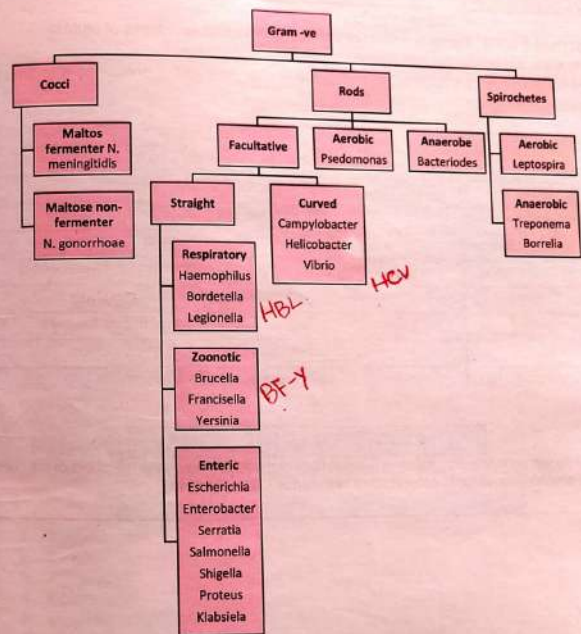 Gram -ve
Cocci
Maltos
fermenter N.
meningitidis
Maltose non-
fermenter
N. gonorrhoae
Rods
Facultative
Straight
Respiratory
Haemophilus
Bordetella
Legionella
HBL
Zoonotic
Brucella
Francisella
Yersinia
BF-Y
Enteric
Escherichia
Enterobacter
Serratia
Salmonella
Shigella
Proteus
Klabsiela
Curved
Campylobacter
Helicobacter
Vibrio
HCV
Aerobic
Psedomonas
Anaerobe
Bacteriodes
Spirochetes
Aerobic
Leptospira
Anaerobic
Treponema
Borrelia